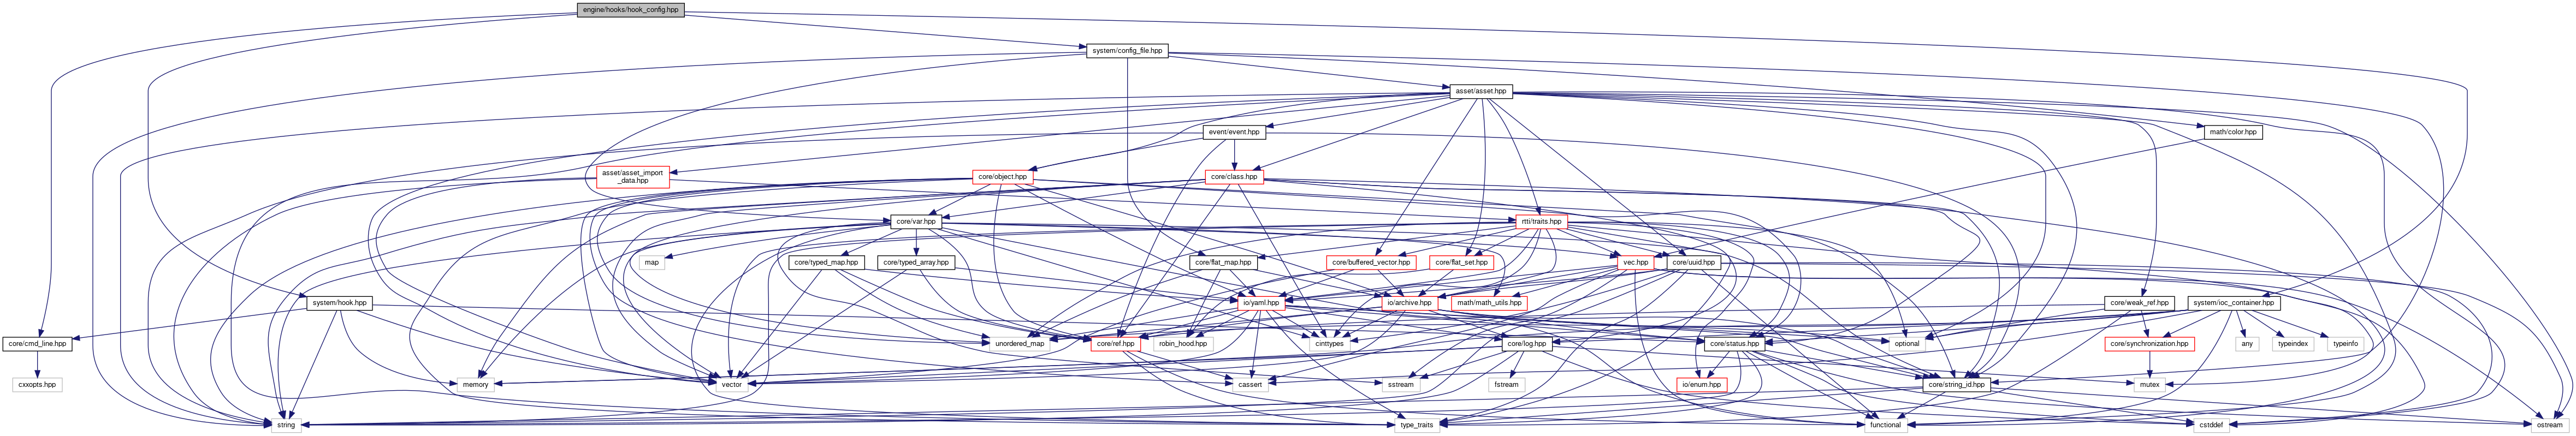 engine/hooks/hook_config.hpp
system/config_file.hpp
asset/asset.hpp
event/event.hpp
math/color.hpp
asset/asset_import
_data.hpp
core/object.hpp
core/class.hpp
core/var.hpp
rtti/traits.hpp
map
core/typed_map.hpp
core/typed_array.hpp
core/flat_map.hpp
core/buffered_vector.hpp
core/flat_set.hpp
vec.hpp
core/uuid.hpp
system/hook.hpp
io/yaml.hpp
io/archive.hpp
math/math_utils.hpp
core/weak_ref.hpp
system/ioc_container.hpp
core/cmd_line.hpp
unordered_map
core/ref.hpp
robin_hood.hpp
cinttypes
core/log.hpp
core/status.hpp
optional
core/synchronization.hpp
any
typeindex
typeinfo
cxxopts.hpp
memory
vector
cassert
sstream
fstream
io/enum.hpp
core/string_id.hpp
mutex
string
type_traits
functional
cstddef
ostream